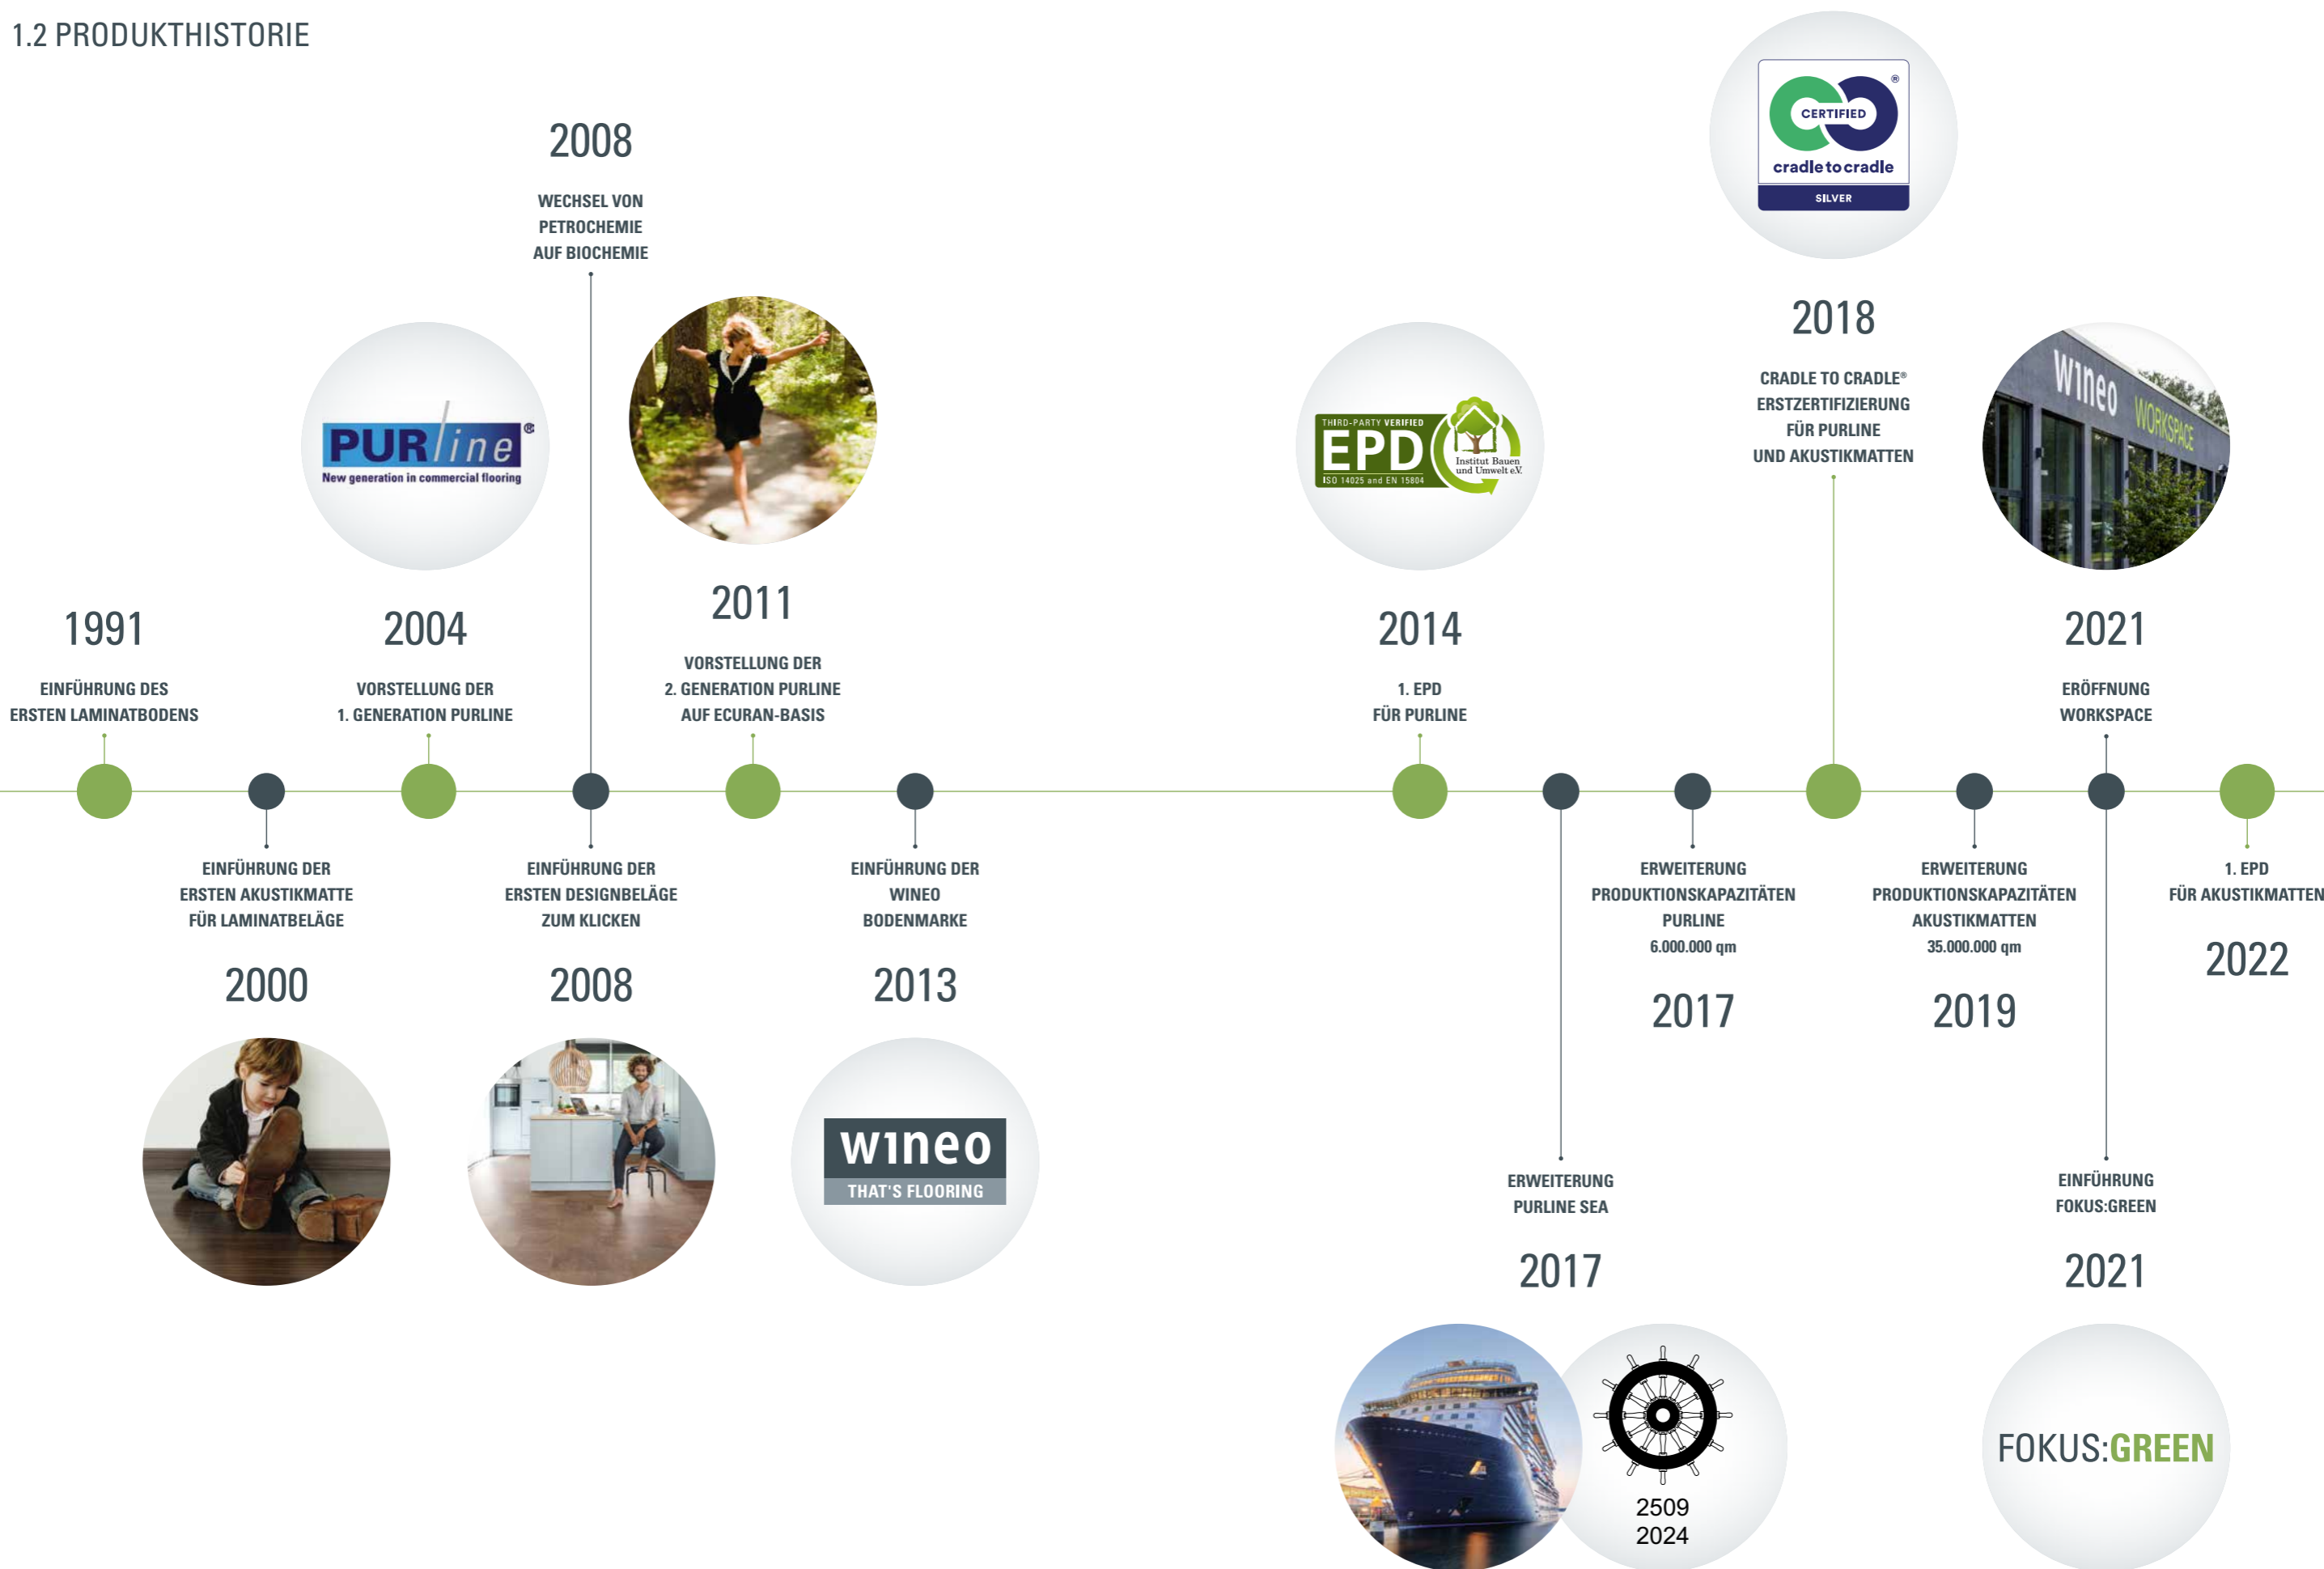 1.2 PRODUKTHISTORIE
1991
EINFÜHRUNG DES
ERSTEN LAMINATBODENS
EINFÜHRUNG DER
ERSTEN AKUSTIKMATTE
FÜR LAMINATBELÄGE
2000
PURline®
New generation in commercial flooring
2004
VORSTELLUNG DER
1. GENERATION PURLINE
2008
WECHSEL VON
PETROCHEMIE
AUF BIOCHEMIE
EINFÜHRUNG DER
ERSTEN DESIGNBELÄGE
ZUM KLICKEN
2008
2011
VORSTELLUNG DER
2. GENERATION PURLINE
AUF ECURAN-BASIS
EINFÜHRUNG DER
WINEO
BODENMARKE
2013
wineo
THAT'S FLOORING
THIRD-PARTY VERIFIED
EPD
ISO 14025 and EN 15804
Institut Bauen
und Umwelt e.V.
2014
1. EPD
FÜR PURLINE
ERWEITERUNG
PURLINE SEA
2017
2509
2024
ERWEITERUNG
PRODUKTIONSKAPAZITÄTEN
PURLINE
6.000.000 qm
2017
CERTIFIED
®
cradle to cradle
SILVER
2018
CRADLE TO CRADLE®
ERSTZERTIFIZIERUNG
FÜR PURLINE
UND AKUSTIKMATTEN
ERWEITERUNG
PRODUKTIONSKAPAZITÄTEN
AKUSTIKMATTEN
35.000.000 qm
2019
wineo WORKSPACE
2021
ERÖFFNUNG
WORKSPACE
EINFÜHRUNG
FOKUS:GREEN
2021
FOKUS:GREEN
1. EPD
FÜR AKUSTIKMATTEN
2022